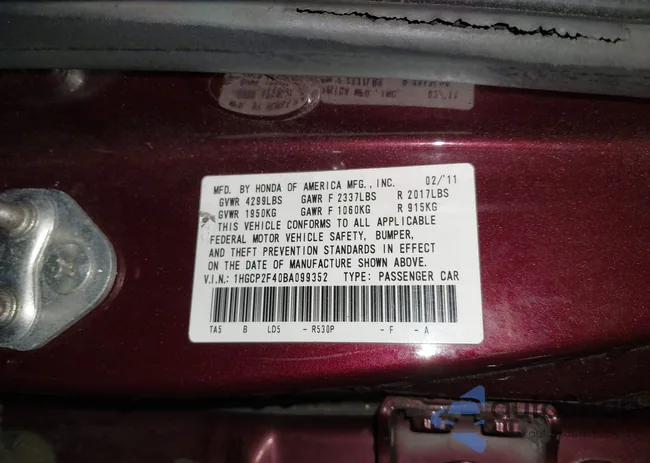 MFD. BY HONDA OF AMERICA MFG., INC. 02/'11
GVWR 4299LBS GAWR F 2337LBS R 2017LBS
GVWR 1950KG GAWR F 1060KG R 915KG
THIS VEHICLE CONFORMS TO ALL APPLICABLE
FEDERAL MOTOR VEHICLE SAFETY, BUMPER,
AND THEFT PREVENTION STANDARDS IN EFFECT
ON THE DATE OF MANUFACTURE SHOWN ABOVE.
V.I.N.: 1HGCP2F40BA099352 TYPE: PASSENGER CAR
TA5 B LD5 - R530P - F - A